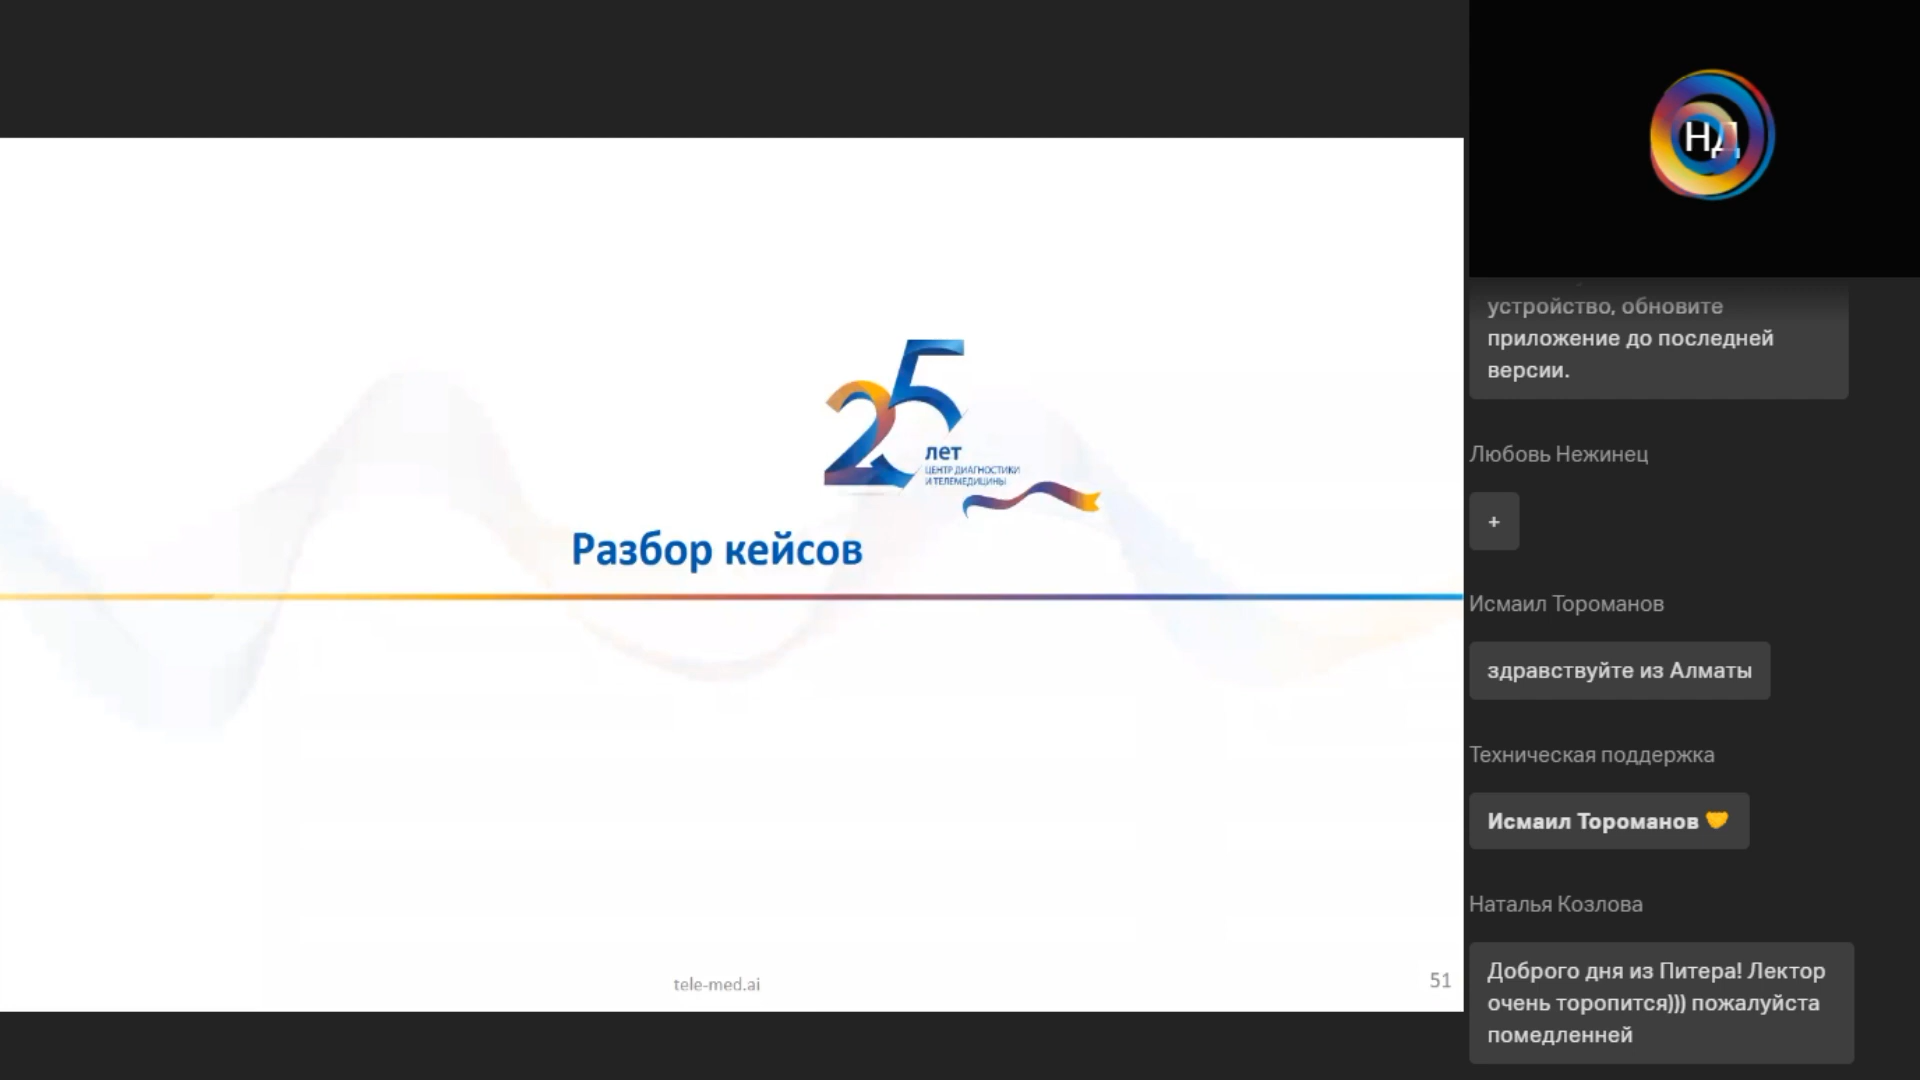 25
лет
ЦЕНТР ДИАГНОСТИКИ
И ТЕЛЕМЕДИЦИНЫ
Разбор кейсов
tele-med.ai
51
НД
устройство, обновите
приложение до последней
версии.
Любовь Нежинец
+
Исмаил Тороманов
здравствуйте из Алматы
Техническая поддержка
Исмаил Тороманов
Наталья Козлова
Доброго дня из Питера! Лектор
очень торопится))) пожалуйста
помедленней